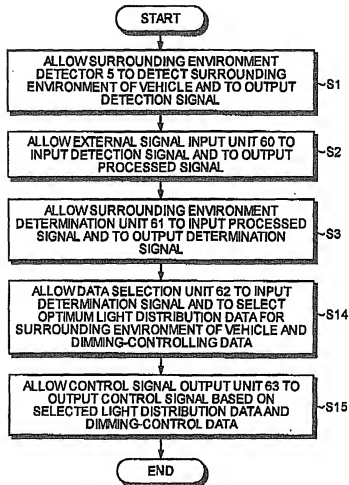 START
ALLOW SURROUNDING ENVIRONMENT
DETECTOR 5 TO DETECT SURROUNDING
ENVIRONMENT OF VEHICLE AND TO OUTPUT
DETECTION SIGNAL
S1
ALLOW EXTERNAL SIGNAL INPUT UNIT 60 TO
INPUT DETECTION SIGNAL AND TO OUTPUT
PROCESSED SIGNAL
S2
ALLOW SURROUNDING ENVIRONMENT
DETERMINATION UNIT 61 TO INPUT PROCESSED
SIGNAL AND TO OUTPUT DETERMINATION
SIGNAL
S3
ALLOW DATA SELECTION UNIT 62 TO INPUT
DETERMINATION SIGNAL AND TO SELECT
OPTIMUM LIGHT DISTRIBUTION DATA FOR
SURROUNDING ENVIRONMENT OF VEHICLE AND
DIMMING-CONTROLLING DATA
S14
ALLOW CONTROL SIGNAL OUTPUT UNIT 63 TO
OUTPUT CONTROL SIGNAL BASED ON
SELECTED LIGHT DISTRIBUTION DATA AND
DIMMING-CONTROL DATA
S15
END